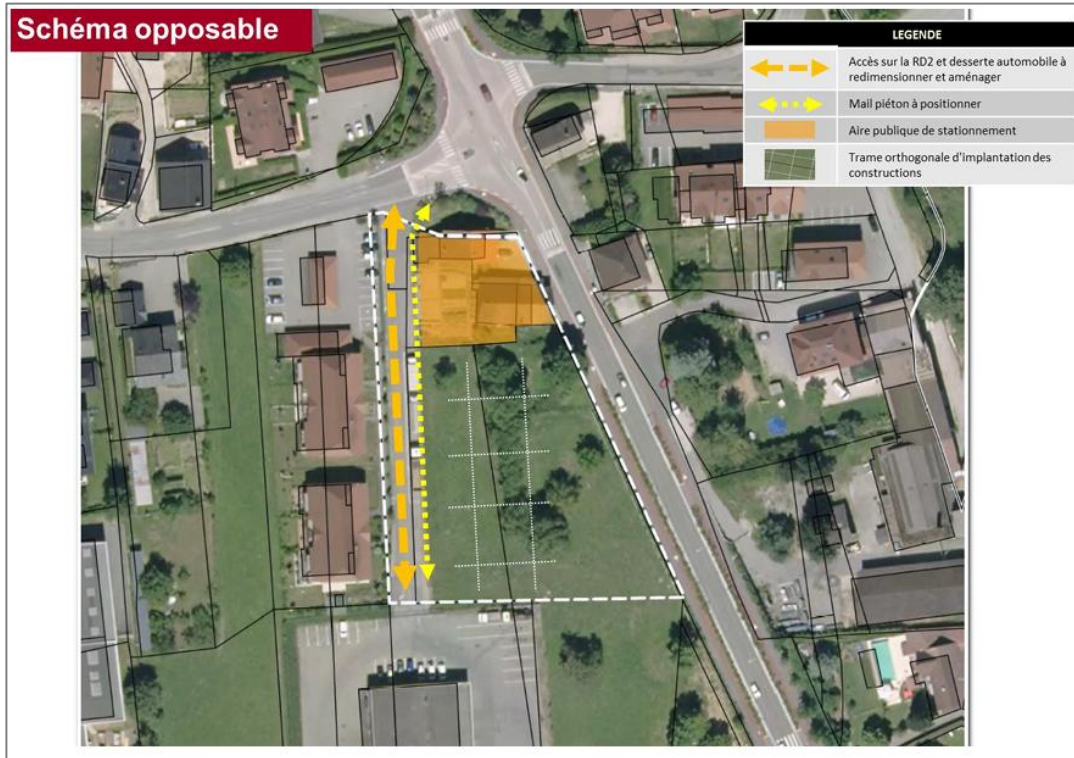 Schéma opposable
LEGENDE
Accès sur la RD2 et desserte automobile à
redimensionner et aménager
Mail piéton à positionner
Aire publique de stationnement
Trame orthogonale d'implantation des
constructions